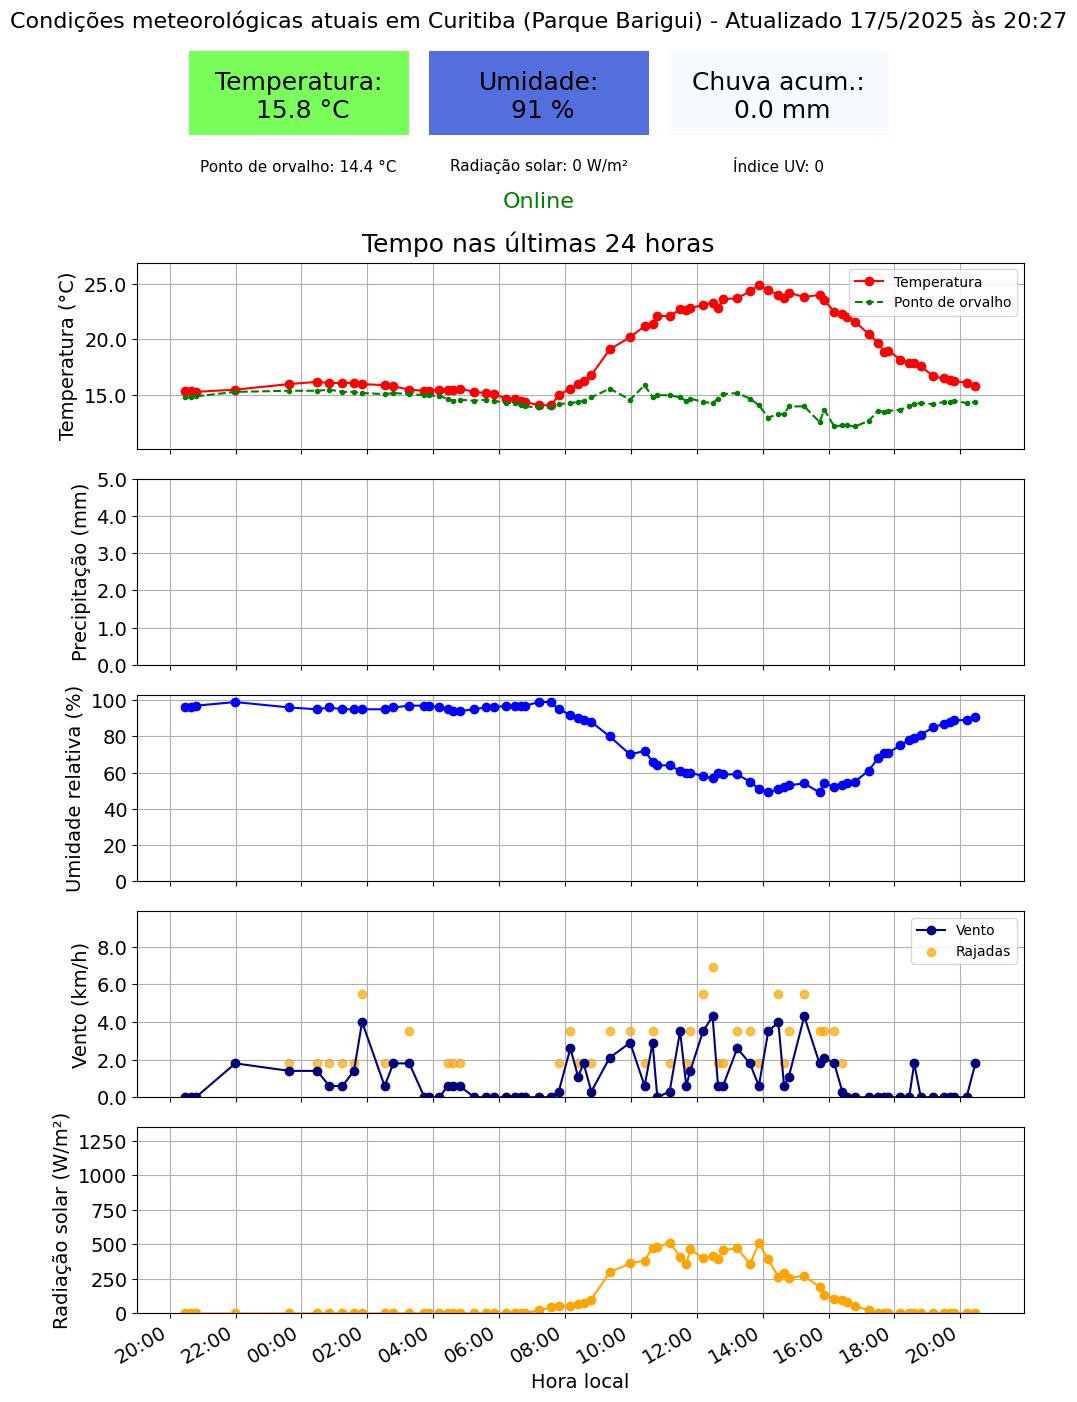 Condições meteorológicas atuais em Curitiba (Parque Barigui) - Atualizado 17/5/2025 às 20:27
Temperatura:
15.8 °C
Umidade:
91 %
Chuva acum.:
0.0 mm
Ponto de orvalho: 14.4 °C
Radiação solar: 0 W/m²
Índice UV: 0
Online
Tempo nas últimas 24 horas
Temperatura (°C)
25.0
20.0
15.0
Temperatura
Ponto de orvalho
Precipitação (mm)
5.0
4.0
3.0
2.0
1.0
0.0
Umidade relativa (%)
100
80
60
40
20
0
Vento (km/h)
8.0
6.0
4.0
2.0
0.0
Vento
Rajadas
Radiação solar (W/m²)
1250
1000
750
500
250
0
20:00
22:00
00:00
02:00
04:00
06:00
08:00
10:00
12:00
14:00
16:00
18:00
20:00
Hora local